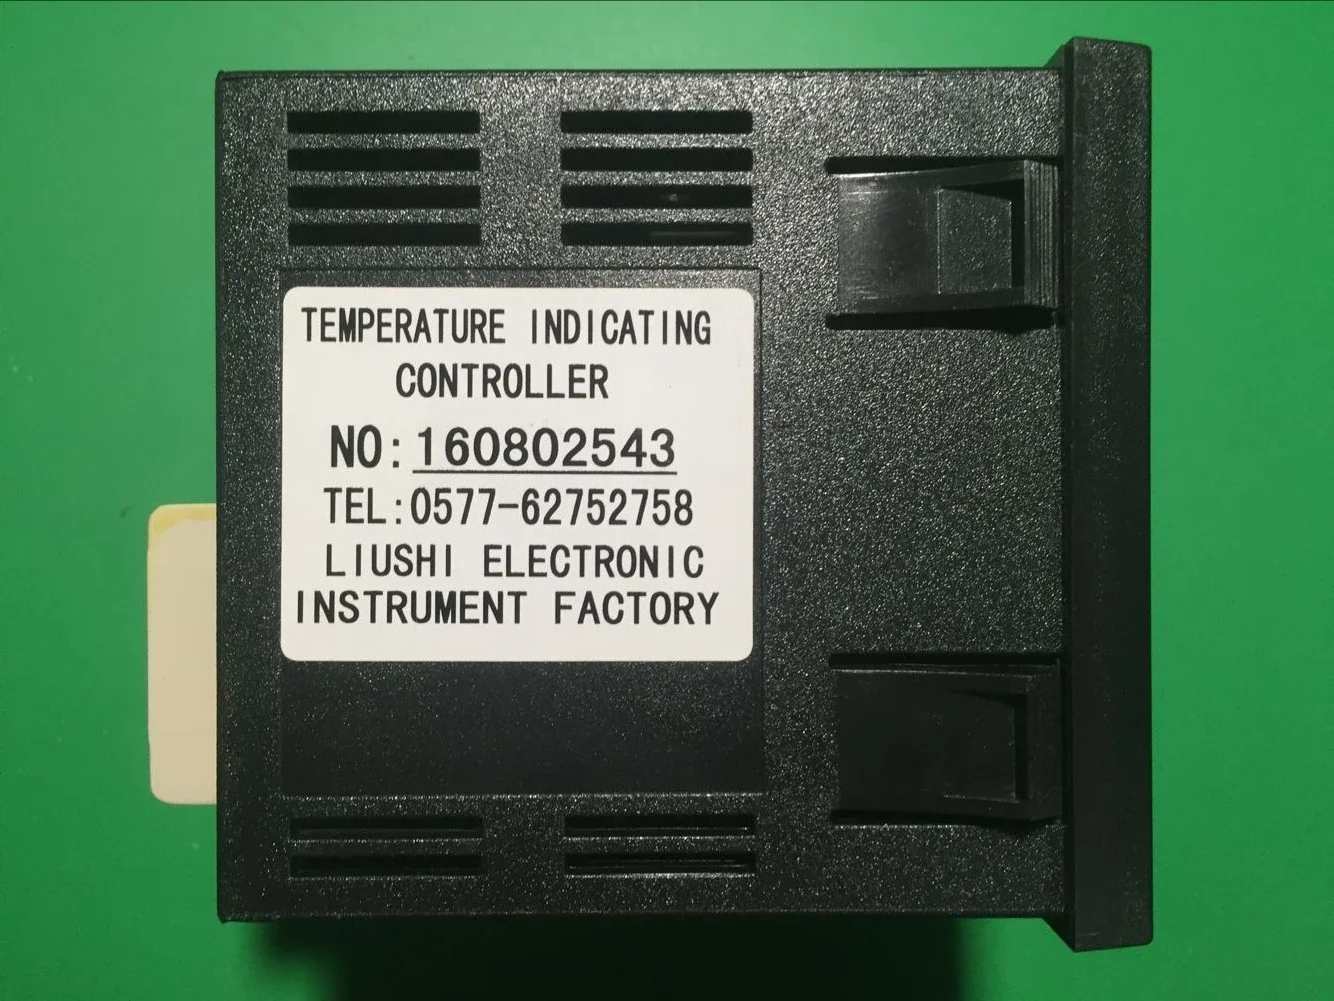 TEMPERATURE INDICATING
CONTROLLER
NO: 160802543
TEL:0577-62752758
LIUSHI ELECTRONIC
INSTRUMENT FACTORY